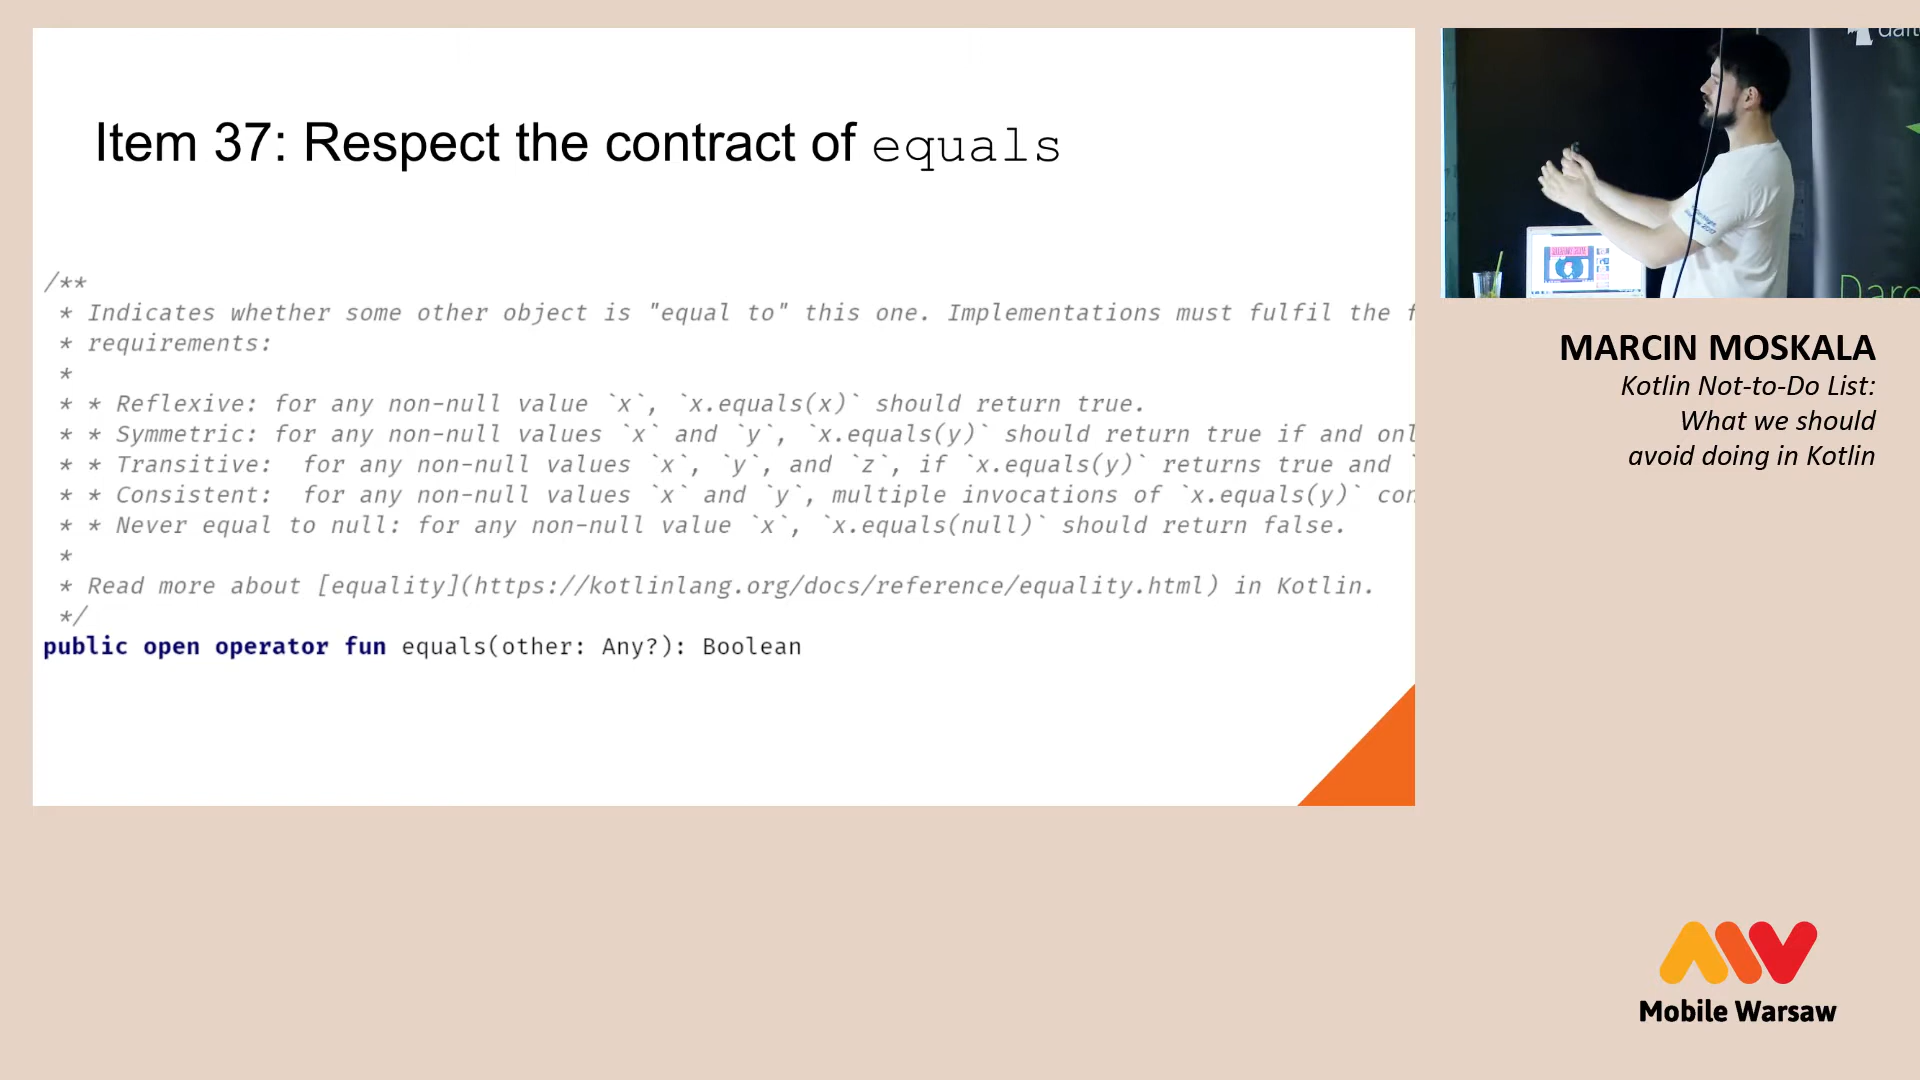 Item 37: Respect the contract of equals
/**
* Indicates whether some other object is "equal to" this one. Implementations must fulfil the f
* requirements:
*
* * Reflexive: for any non-null value `x`, `x.equals(x)` should return true.
* * Symmetric: for any non-null values `x` and `y`, `x.equals(y)` should return true if and onl
* * Transitive:  for any non-null values `x`, `y`, and `z`, if `x.equals(y)` returns true and `
* * Consistent:  for any non-null values `x` and `y`, multiple invocations of `x.equals(y)` con
* * Never equal to null: for any non-null value `x`, `x.equals(null)` should return false.
*
* Read more about [equality](https://kotlinlang.org/docs/reference/equality.html) in Kotlin.
*/
public open operator fun equals(other: Any?): Boolean
MARCIN MOSKALA
Kotlin Not-to-Do List:
What we should
avoid doing in Kotlin
Mobile Warsaw